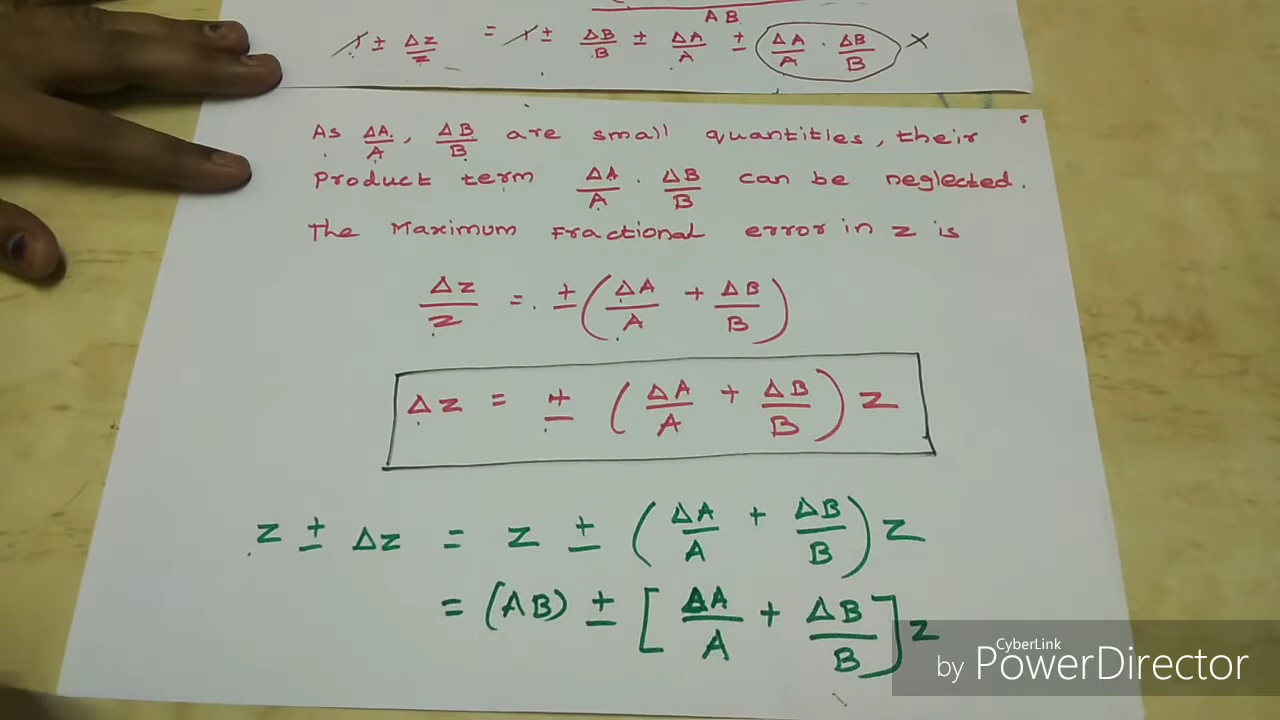 AB
1 ± Δz/z = 1 ± ΔB/B ± ΔA/A ± ΔA/A . ΔB/B ×
As ΔA/A, ΔB/B are small quantities, their
product term ΔA/A . ΔB/B can be neglected.
The Maximum Fractional error in z is
Δz/z = ± (ΔA/A + ΔB/B)
Δz = ± (ΔA/A + ΔB/B) z
z ± Δz = z ± (ΔA/A + ΔB/B) z
= (AB) ± [ΔA/A + ΔB/B] z
CyberLink
by PowerDirector